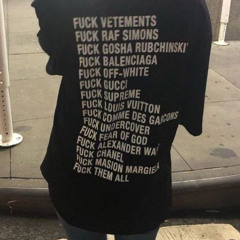 FUCK VETEMENTS
FUCK RAF SIMONS
FUCK GOSHA RUBCHINSKIY
FUCK BALENCIAGA
FUCK OFF-WHITE
FUCK GUCCI
FUCK SUPREME
FUCK LOUIS VUITTON
FUCK COMME DES GARCONS
FUCK UNDERCOVER
FUCK FEAR OF GOD
FUCK ALEXANDER WA
FUCK CHANEL
FUCK MASION MARGIELA
FUCK THEM ALL